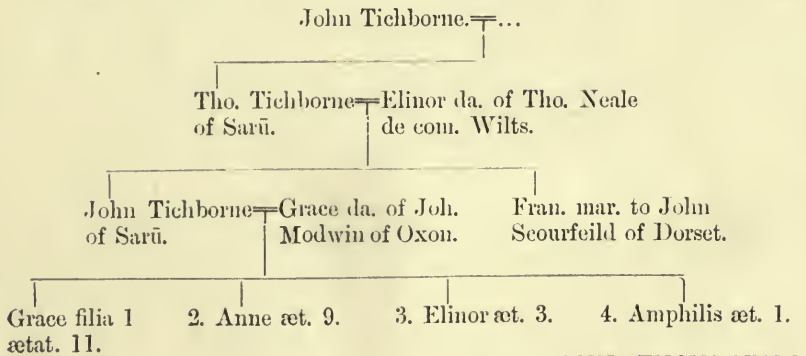 John Tichborne.=...
Tho. Tichborne=Elinor da. of Tho. Neale
of Sarū. de com. Wilts.
John Tichborne=Grace da. of Joh. Fran. mar. to John
of Sarū. Modwin of Oxon. Scourfeild of Dorset.
Grace filia 1 2. Anne æt. 9. 3. Elinor æt. 3. 4. Amphilis æt. 1.
ætat. 11.